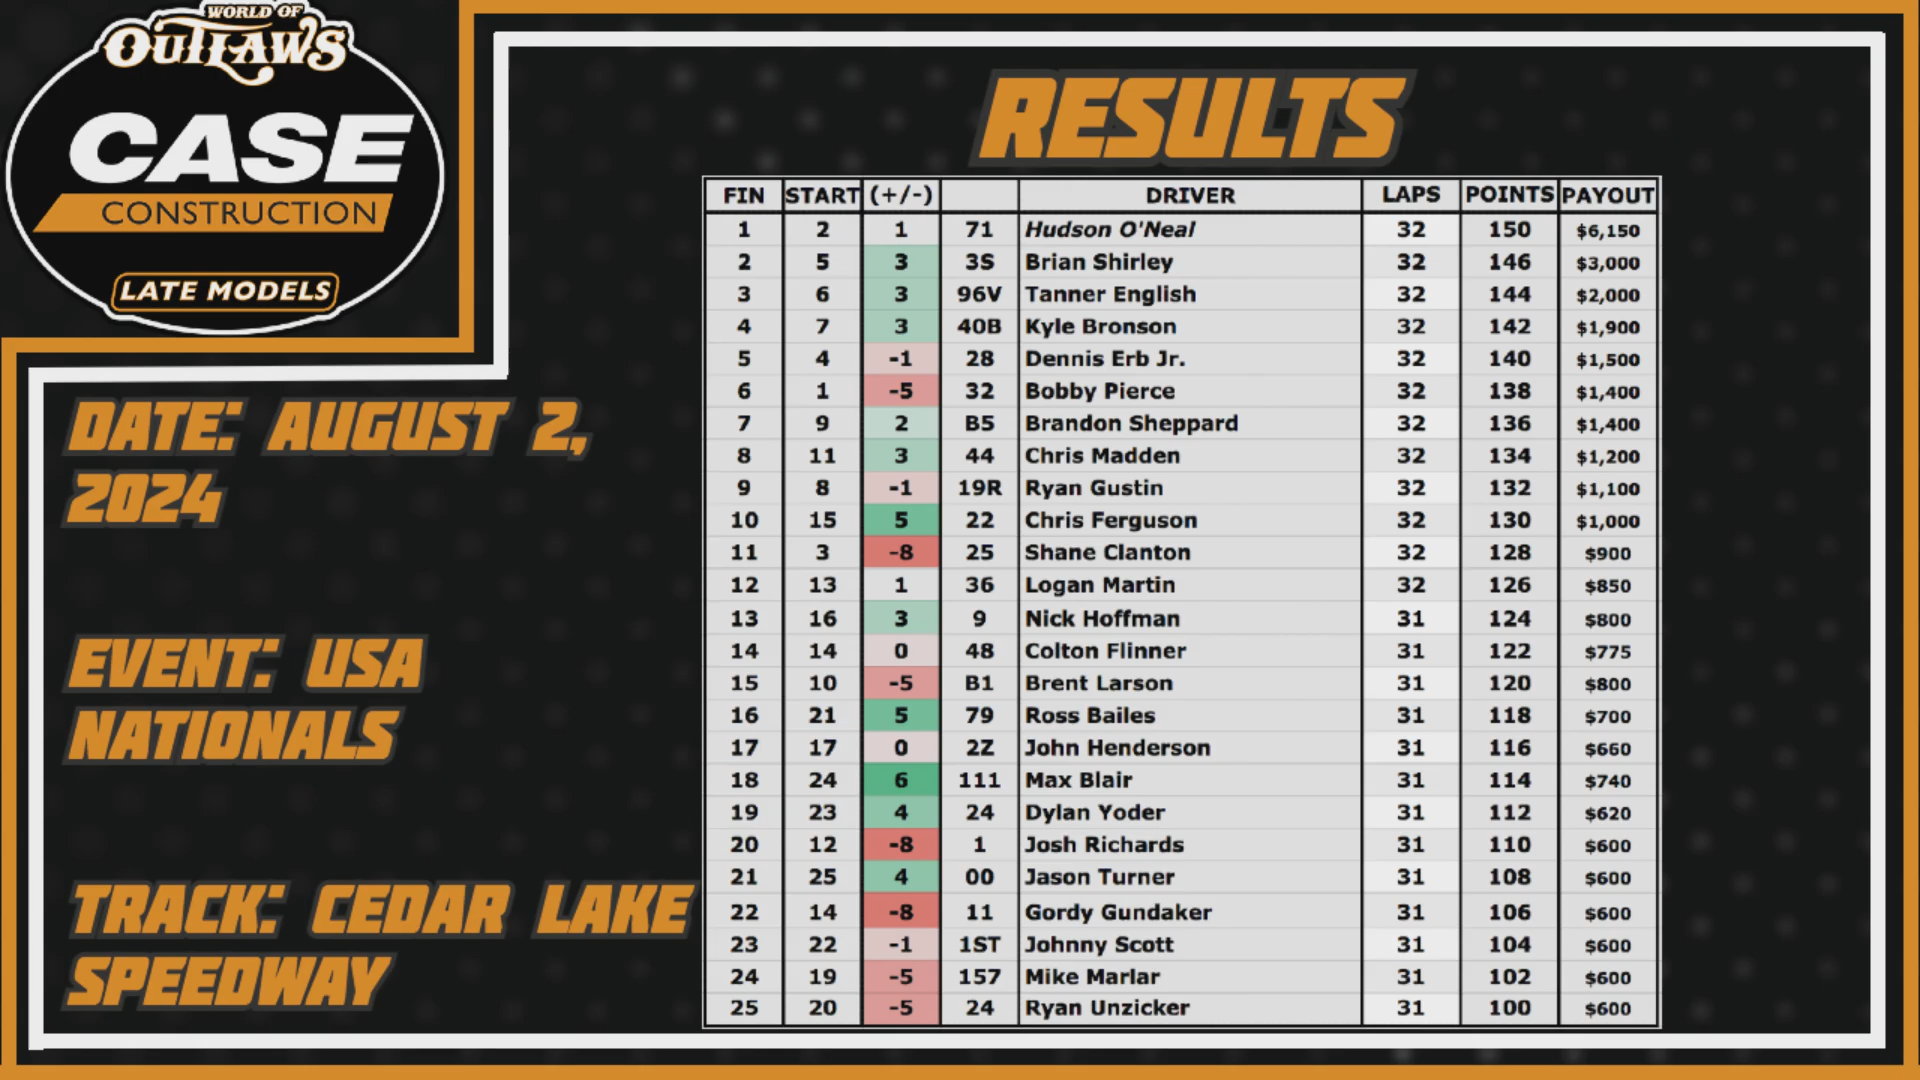 WORLD OF
OUTLAWS
CASE
CONSTRUCTION
LATE MODELS
DATE: AUGUST 2,
2024
EVENT: USA
NATIONALS
TRACK: CEDAR LAKE
SPEEDWAY
RESULTS
FIN START (+/-) DRIVER LAPS POINTS PAYOUT
1 2 1 71 Hudson O'Neal 32 150 $6,150
2 5 3 3S Brian Shirley 32 146 $3,000
3 6 3 96V Tanner English 32 144 $2,000
4 7 3 40B Kyle Bronson 32 142 $1,900
5 4 -1 28 Dennis Erb Jr. 32 140 $1,500
6 1 -5 32 Bobby Pierce 32 138 $1,400
7 9 2 B5 Brandon Sheppard 32 136 $1,400
8 11 3 44 Chris Madden 32 134 $1,200
9 8 -1 19R Ryan Gustin 32 132 $1,100
10 15 5 22 Chris Ferguson 32 130 $1,000
11 3 -8 25 Shane Clanton 32 128 $900
12 13 1 36 Logan Martin 32 126 $850
13 16 3 9 Nick Hoffman 31 124 $800
14 14 0 48 Colton Flinner 31 122 $775
15 10 -5 B1 Brent Larson 31 120 $800
16 21 5 79 Ross Bailes 31 118 $700
17 17 0 2Z John Henderson 31 116 $660
18 24 6 111 Max Blair 31 114 $740
19 23 4 24 Dylan Yoder 31 112 $620
20 12 -8 1 Josh Richards 31 110 $600
21 25 4 00 Jason Turner 31 108 $600
22 14 -8 11 Gordy Gundaker 31 106 $600
23 22 -1 1ST Johnny Scott 31 104 $600
24 19 -5 157 Mike Marlar 31 102 $600
25 20 -5 24 Ryan Unzicker 31 100 $600